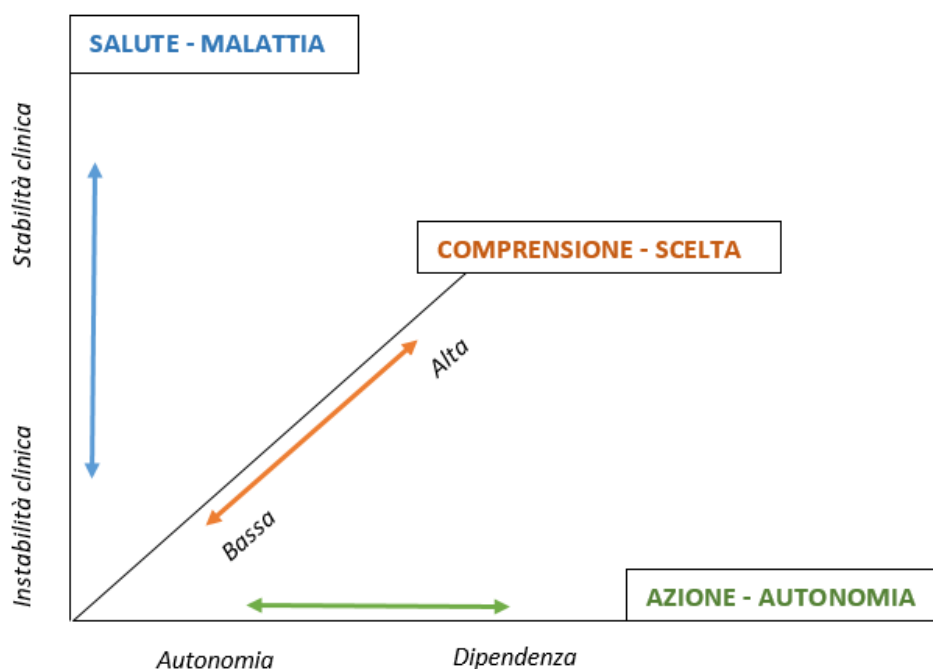 SALUTE - MALATTIA
Stabilità clinica
COMPRENSIONE - SCELTA
Alta
Bassa
Instabilità clinica
AZIONE - AUTONOMIA
Autonomia
Dipendenza